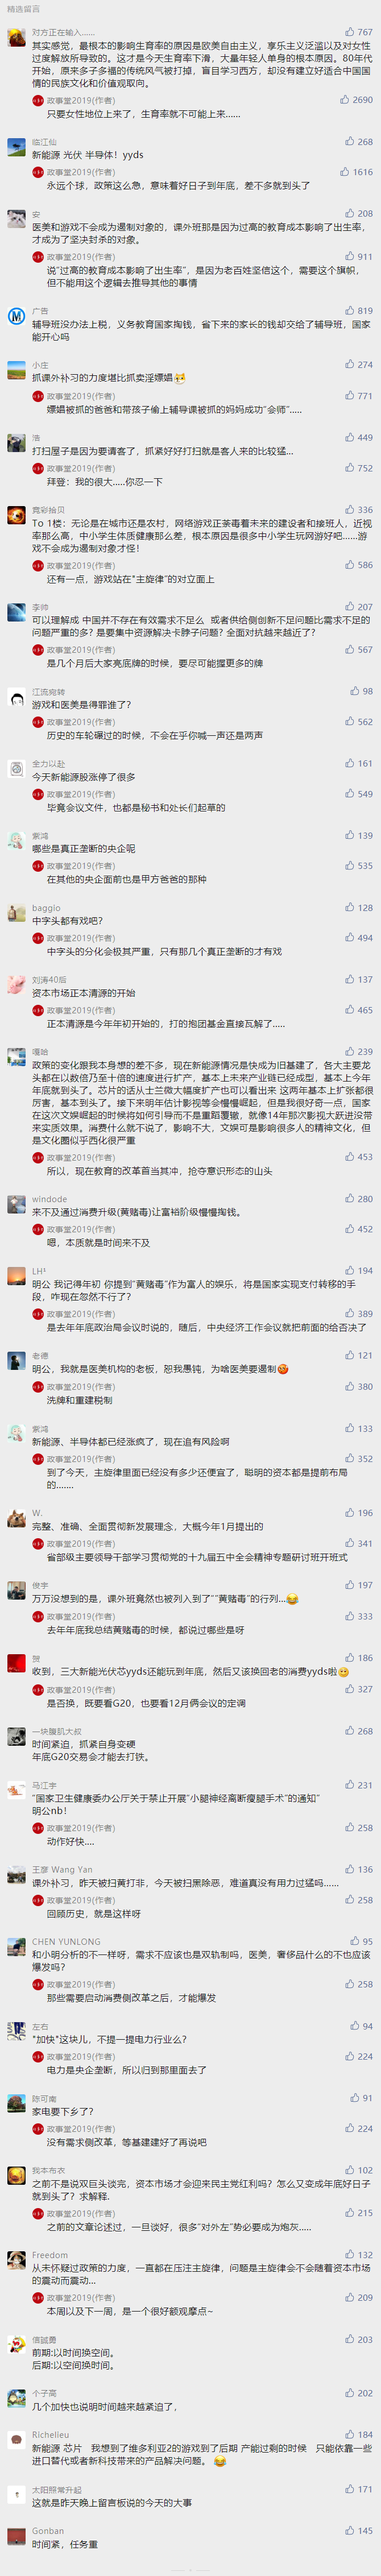 精选留言
对方正在输入...... 767
其实感觉，最根本的影响生育率的原因是欧美自由主义，享乐主义泛滥以及对女性
过度解放所导致的。这才是今天生育率下滑，大量年轻人单身的根本原因。80年代
开始，原来多子多福的传统风气被打掉，盲目学习西方，却没有建立好适合中国国
情的民族文化和价值观取向。
政事堂2019(作者) 2690
只要女性地位上来了，生育率就不可能上来......
临江仙 268
新能源 光伏 半导体！yyds
政事堂2019(作者) 1616
永远个球，政策这么急，意味着好日子到年底，差不多就到头了
安 208
医美和游戏不会成为遏制对象的，课外班那是因为过高的教育成本影响了出生率，
才成为了坚决封杀的对象。
政事堂2019(作者) 911
说“过高的教育成本影响了出生率”，是因为老百姓坚信这个，需要这个旗帜，
但不能用这个逻辑去推导其他的事情
广告 819
辅导班没办法上税，义务教育国家掏钱，省下来的家长的钱却交给了辅导班，国家
能开心吗
小庄 274
抓课外补习的力度堪比抓卖淫嫖娼
政事堂2019(作者) 771
嫖娼被抓的爸爸和带孩子偷上辅导课被抓的妈妈成功“会师”.....
浩 449
打扫屋子是因为要请客了，抓紧好好打扫就是客人来的比较猛...
政事堂2019(作者) 752
拜登：我的很大.....你忍一下
竞彩拾贝 336
To 1楼：无论是在城市还是农村，网络游戏正荼毒着未来的建设者和接班人，近视
率那么高，中小学生体质健康那么差，根本原因是很多中小学生玩网游好吧......游
戏不会成为遏制对象才怪！
政事堂2019(作者) 586
还有一点，游戏站在“主旋律”的对立面上
李帅 207
可以理解成 中国并不存在有效需求不足么 或者供给侧创新不足问题比需求不足的
问题严重的多？是要集中资源解决卡脖子问题？全面对抗越来越近了？
政事堂2019(作者) 567
是几个月后大家亮底牌的时候，要尽可能握更多的牌
江流宛转 98
游戏和医美是得罪谁了？
政事堂2019(作者) 562
历史的车轮碾过的时候，不会在乎你喊一声还是两声
全力以赴 161
今天新能源股涨停了很多
政事堂2019(作者) 549
毕竟会议文件，也都是秘书和处长们起草的
紫鸿 139
哪些是真正垄断的央企呢
政事堂2019(作者) 535
在其他的央企面前也是甲方爸爸的那种
baggio 128
中字头都有戏吧？
政事堂2019(作者) 494
中字头的分化会极其严重，只有那几个真正垄断的才有戏
刘涛40后 137
资本市场正本清源的开始
政事堂2019(作者) 465
正本清源是今年年初开始的，打的抱团基金直接瓦解了.....
嘎哈 239
政策的变化跟我本身想的差不多，现在新能源情况是快成为旧基建了，各大主要龙
头都在以数倍乃至十倍的速度进行扩产，基本上未来产业链已经成型，基本上今年
年底就到头了。芯片的话从士兰微大幅度扩产也可以看出来 这两年基本上扩张都很
厉害，基本到头了。接下来明年估计影视等会慢慢崛起，但是我很好奇一点，国家
在这次文娱崛起的时候将如何引导而不是重蹈覆辙，就像14年那次影视大跃进没带
来实质效果。消费什么就不说了，影响不大，文娱可是影响很多人的精神文化，但
是文化圈似乎西化很严重
政事堂2019(作者) 453
所以，现在教育的改革首当其冲，抢夺意识形态的山头
windode 280
来不及通过消费升级(黄赌毒)让富裕阶级慢慢掏钱。
政事堂2019(作者) 452
嗯，本质就是时间来不及
LH³ 194
明公 我记得年初 你提到“黄赌毒”作为富人的娱乐，将是国家实现支付转移的手
段，咋现在忽然不行了？
政事堂2019(作者) 389
是去年年底政治局会议时说的，随后，中央经济工作会议就把前面的给否决了
老德 121
明公，我就是医美机构的老板，恕我愚钝，为啥医美要遏制
政事堂2019(作者) 380
洗牌和重建税制
紫鸿 133
新能源、半导体都已经涨疯了，现在追有风险啊
政事堂2019(作者) 352
到了今天，主旋律里面已经没有多少还便宜了，聪明的资本都是提前布局
的.......
W. 196
完整、准确、全面贯彻新发展理念，大概今年1月提出的
政事堂2019(作者) 341
省部级主要领导干部学习贯彻党的十九届五中全会精神专题研讨班开班式
俊宇 197
万万没想到的是，课外班竟然也被列入到了“”黄赌毒”的行列...
政事堂2019(作者) 333
去年年底我总结黄赌毒的时候，都说过哪些是呀
贺 186
收到，三大新能光伏芯yyds还能玩到年底，然后又该换回老的消费yyds啦
政事堂2019(作者) 327
是否换，既要看G20，也要看12月俩会议的定调
一块腹肌大叔 268
时间紧迫，抓紧自身变硬
年底G20交易会才能去打铁。
马江宇 231
“国家卫生健康委办公厅关于禁止开展“小腿神经离断瘦腿手术”的通知”
明公nb！
政事堂2019(作者) 258
动作好快....
王彦 Wang Yan 136
课外补习，昨天被扫黄打非，今天被扫黑除恶，难道真没有用力过猛吗......
政事堂2019(作者) 258
回顾历史，就是这样呀
CHEN YUNLONG 95
和小明分析的不一样呀，需求不应该也是双轨制吗，医美，奢侈品什么的不也应该
爆发吗？
政事堂2019(作者) 258
那些需要启动消费侧改革之后，才能爆发
左右 94
“加快”这块儿，不提一提电力行业么？
政事堂2019(作者) 224
电力是央企垄断，所以归到那里面去了
陈可南 91
家电要下乡了？
政事堂2019(作者) 224
没有需求侧改革，等基建建好了再说吧
我本布衣 102
之前不是说双巨头谈完，资本市场才会迎来民主党红利吗？怎么又变成年底好日子
就到头了？求解释.
政事堂2019(作者) 215
之前的文章论述过，一旦谈好，很多“对外左”势必要成为炮灰.....
Freedom 132
从未怀疑过政策的力度，一直都在压注主旋律，问题是主旋律会不会随着资本市场
的震动而震动...
政事堂2019(作者) 209
本周以及下一周，是一个很好额观摩点~
信誠勇 203
前期:以时间换空间。
后期:以空间换时间。
个子高 202
几个加快也说明时间越来越紧迫了，
Richelieu 184
新能源 芯片 我想到了维多利亚2的游戏到了后期 产能过剩的时候 只能依靠一些
进口替代或者新科技带来的产品解决问题。
太阳照常升起 171
这就是昨天晚上留言板说的今天的大事
Gonban 145
时间紧，任务重